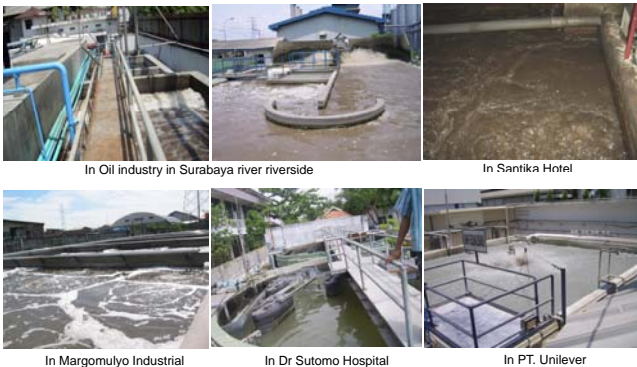 In Oil industry in Surabaya river riverside
In Santika Hotel
In Margomulyo Industrial
In Dr Sutomo Hospital
In PT. Unilever